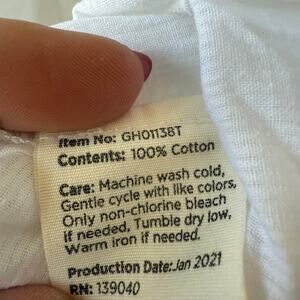 Item No: GH01138T
Contents: 100% Cotton
Care: Machine wash cold,
Gentle cycle with like colors,
Only non-chlorine bleach
if needed, Tumble dry low,
Warm iron if needed.
Production Date: Jan 2021
RN: 139040